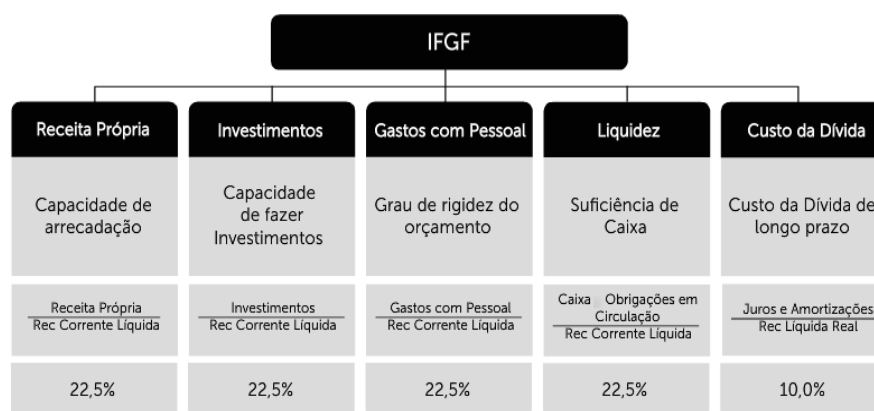 IFGF
Receita Própria
Investimentos
Gastos com Pessoal
Liquidez
Custo da Dívida
Capacidade de
arrecadação
Capacidade
de fazer
Investimentos
Grau de rigidez do
orçamento
Suficiência de
Caixa
Custo da Dívida de
longo prazo
Receita Própria
Rec Corrente Líquida
Investimentos
Rec Corrente Líquida
Gastos com Pessoal
Rec Corrente Líquida
Caixa Obrigações em
Circulação
Rec Corrente Líquida
Juros e Amortizações
Rec Líquida Real
22,5%
22,5%
22,5%
22,5%
10,0%